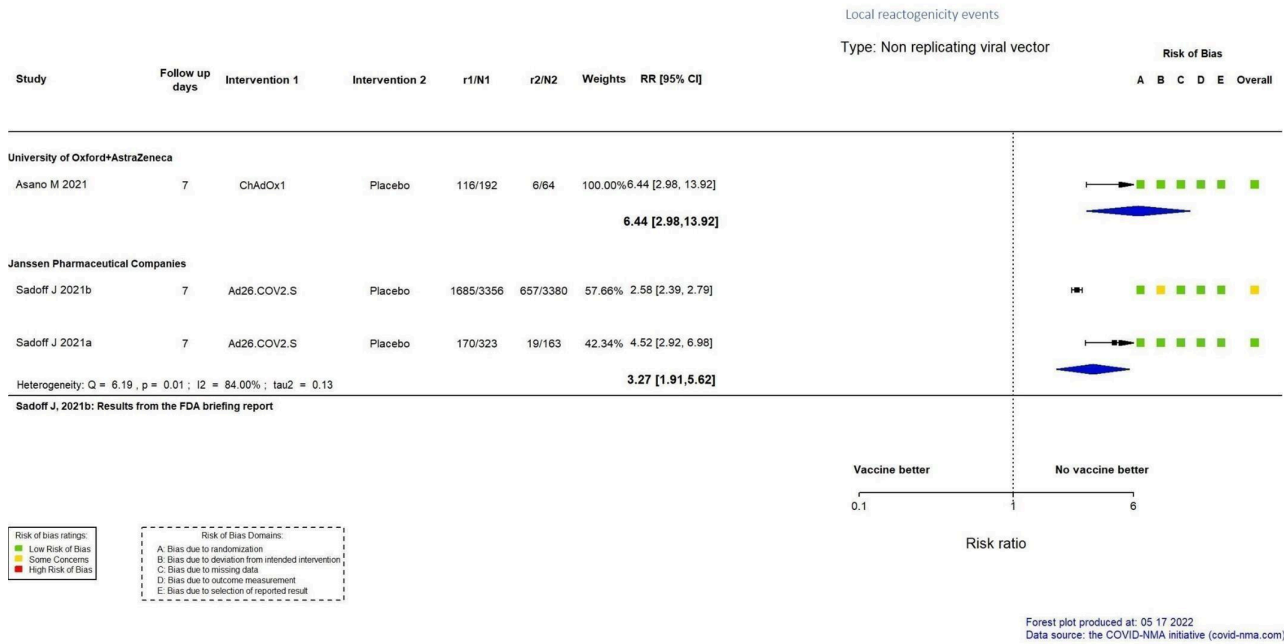 Local reactogenicity events
Type: Non replicating viral vector
Risk of Bias
Study Follow up days Intervention 1 Intervention 2 r1/N1 r2/N2 Weights RR [95% CI] A B C D E Overall
University of Oxford+AstraZeneca
Asano M 2021 7 ChAdOx1 Placebo 116/192 6/64 100.00% 6.44 [2.98, 13.92]
6.44 [2.98,13.92]
Janssen Pharmaceutical Companies
Sadoff J 2021b 7 Ad26.COV2.S Placebo 1685/3356 657/3380 57.66% 2.58 [2.39, 2.79]
Sadoff J 2021a 7 Ad26.COV2.S Placebo 170/323 19/163 42.34% 4.52 [2.92, 6.98]
Heterogeneity: Q = 6.19 , p = 0.01 ; I2 = 84.00% ; tau2 = 0.13 3.27 [1.91,5.62]
Sadoff J, 2021b: Results from the FDA briefing report
Vaccine better No vaccine better
0.1 1 6
Risk ratio
Risk of bias ratings:
Low Risk of Bias
Some Concerns
High Risk of Bias
Risk of Bias Domains:
A: Bias due to randomization
B: Bias due to deviation from intended intervention
C: Bias due to missing data
D: Bias due to outcome measurement
E: Bias due to selection of reported result
Forest plot produced at: 05 17 2022
Data source: the COVID-NMA initiative (covid-nma.com)